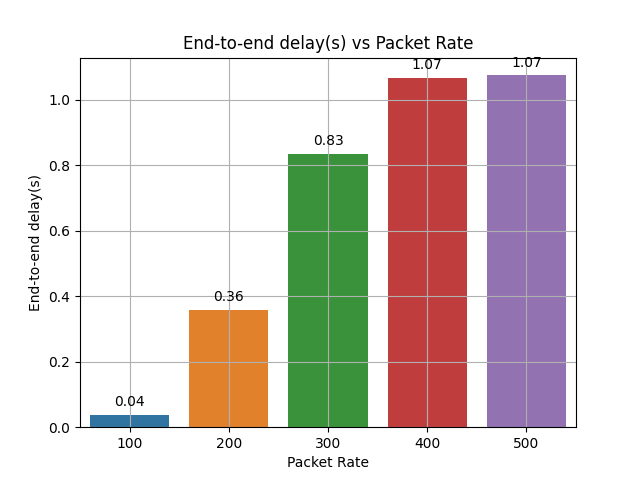 End-to-end delay(s) vs Packet Rate
1.07
1.07
1.0
0.83
0.8
0.6
End-to-end delay(s)
0.4
0.36
0.2
0.04
0.0
100 200 300 400 500
Packet Rate